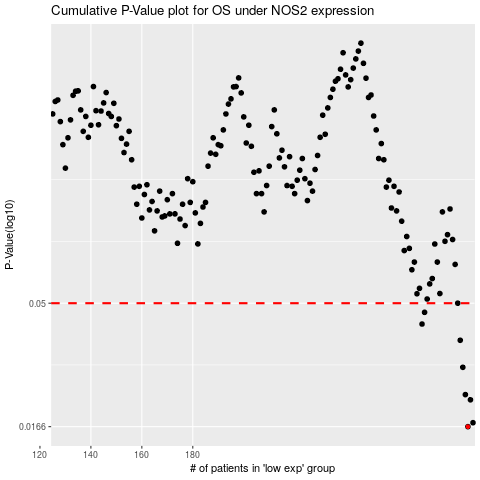 Cumulative P-Value plot for OS under NOS2 expression
P-Value(log10)
0.05
0.0166
120 140 160 180
# of patients in 'low exp' group